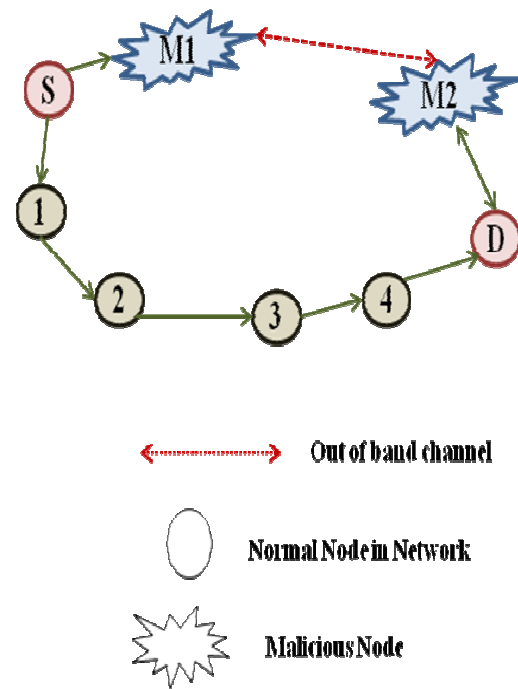 M1
S
M2
1
D
2
3
4
Out of band channel
Normal Node in Network
Malicious Node